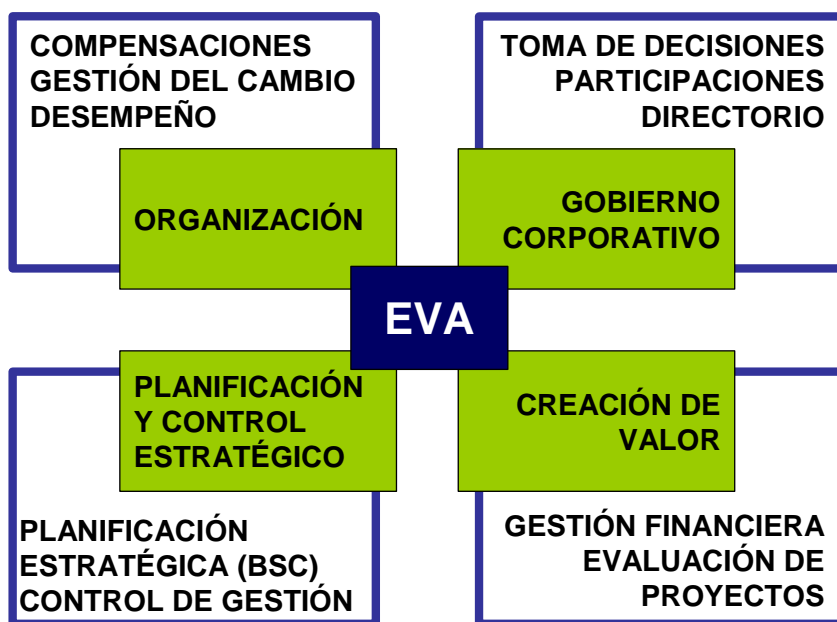 COMPENSACIONES
GESTIÓN DEL CAMBIO
DESEMPEÑO
ORGANIZACIÓN
TOMA DE DECISIONES
PARTICIPACIONES
DIRECTORIO
GOBIERNO
CORPORATIVO
EVA
PLANIFICACIÓN
Y CONTROL
ESTRATÉGICO
PLANIFICACIÓN
ESTRATÉGICA (BSC)
CONTROL DE GESTIÓN
CREACIÓN DE
VALOR
GESTIÓN FINANCIERA
EVALUACIÓN DE
PROYECTOS